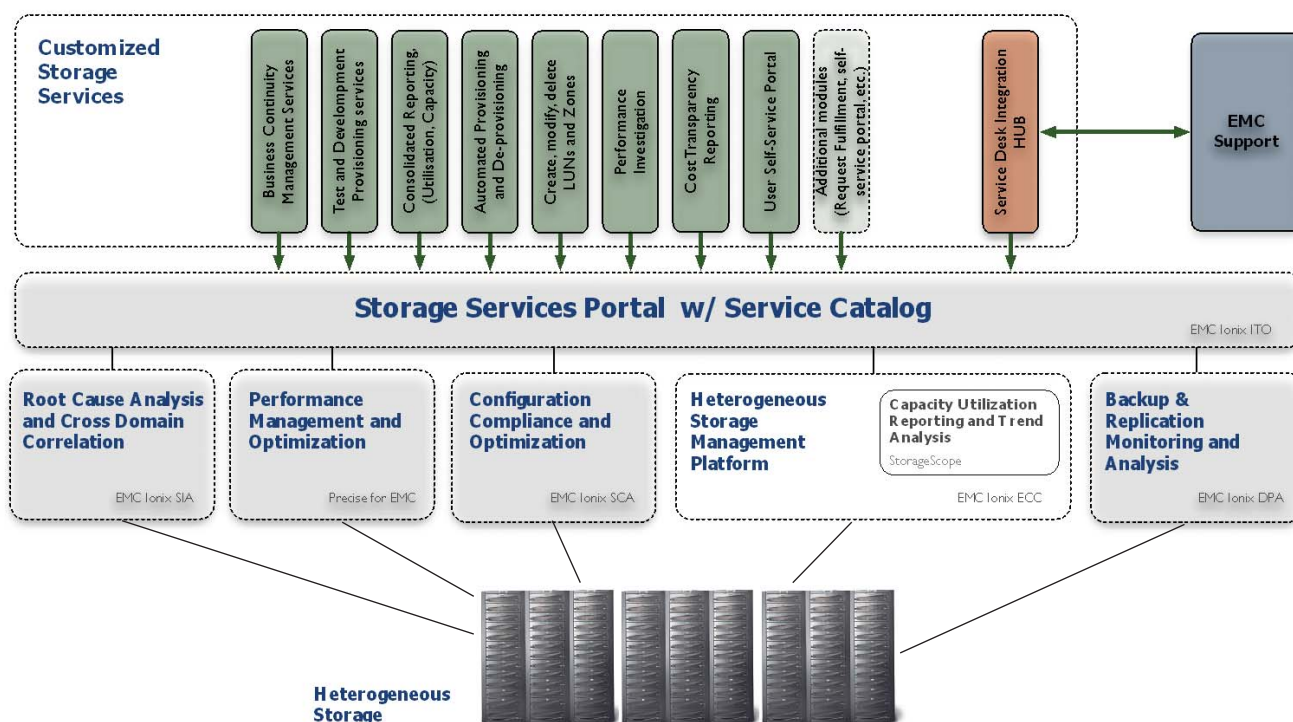 Customized
Storage
Services
Business Continuity
Management Services
Test and Develompment
Provisioning services
Consolidated Reporting,
(Utilisation, Capacity)
Automated Provisioning
and De-provisioning
Create, modify, delete
LUNs and Zones
Performance
Investigation
Cost Transparency
Reporting
User Self-Service Portal
Additional modules
(Request Fulfillment, self-
service portal, etc.)
Service Desk Integration
HUB
EMC
Support
Storage Services Portal w/ Service Catalog
EMC Ionix ITO
Root Cause Analysis
and Cross Domain
Correlation
EMC Ionix SIA
Performance
Management and
Optimization
Precise for EMC
Configuration
Compliance and
Optimization
EMC Ionix SCA
Heterogeneous
Storage
Management
Platform
Capacity Utilization
Reporting and Trend
Analysis
StorageScope
EMC Ionix ECC
Backup &
Replication
Monitoring and
Analysis
EMC Ionix DPA
Heterogeneous
Storage